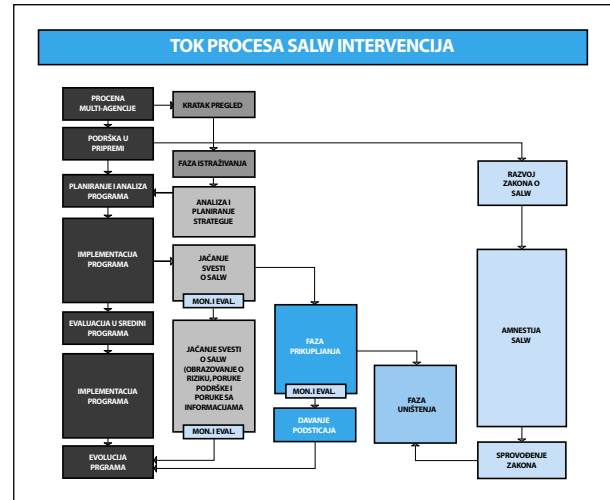 TOK PROCESA SALW INTERVENCIJA
PROCENA
MULTI-AGENCIJE
KRATAK PREGLED
PODRŠKA U
PRIPREMI
FAZA ISTRAŽIVANJA
RAZVOJ
ZAKONA O
SALW
PLANIRANJE I ANALIZA
PROGRAMA
ANALIZA I
PLANIRANJE
STRATEGIJE
IMPLEMENTACIJA
PROGRAMA
JAČANJE
SVESTI
O SALW
MON. I EVAL.
EVALUACIJA U SREDINI
PROGRAMA
FAZA
PRIKUPLJANJA
MON. I EVAL.
AMNESTIJA
SALW
JAČANJE SVESTI
O SALW
(OBRAZOVANJE O
RIZIKU, PORUKE
PODRŠKE I
PORUKE SA
INFORMACIJAMA
MON. I EVAL.
IMPLEMENTACIJA
PROGRAMA
FAZA
UNIŠTENJA
DAVANJE
PODSTICAJA
EVOLUCIJA
PRGRAMA
SPROVOĐENJE
ZAKONA